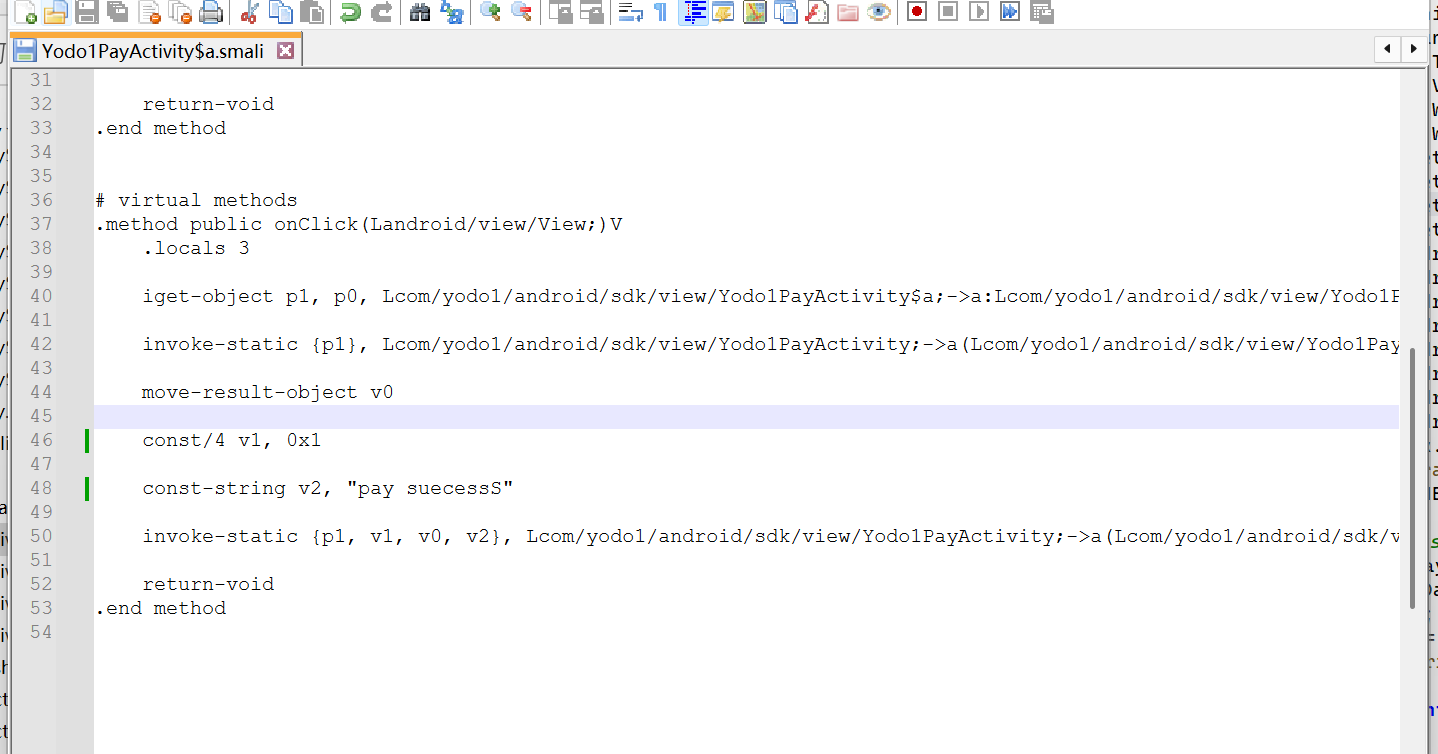 Yodo1PayActivity$a.smali
31
32 return-void
33 .end method
34
35
36 # virtual methods
37 .method public onClick(Landroid/view/View;)V
38 .locals 3
39
40 iget-object p1, p0, Lcom/yodo1/android/sdk/view/Yodo1PayActivity$a;->a:Lcom/yodo1/android/sdk/view/Yodo1P
41
42 invoke-static {p1}, Lcom/yodo1/android/sdk/view/Yodo1PayActivity;->a(Lcom/yodo1/android/sdk/view/Yodo1Pay
43
44 move-result-object v0
45
46 const/4 v1, 0x1
47
48 const-string v2, "pay suecessS"
49
50 invoke-static {p1, v1, v0, v2}, Lcom/yodo1/android/sdk/view/Yodo1PayActivity;->a(Lcom/yodo1/android/sdk/v
51
52 return-void
53 .end method
54